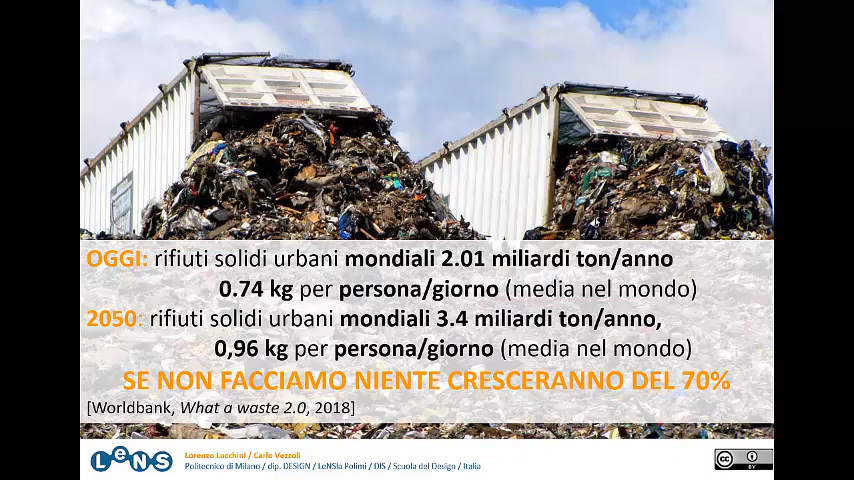 OGGI: rifiuti solidi urbani mondiali 2.01 miliardi ton/anno
0.74 kg per persona/giorno (media nel mondo)
2050: rifiuti solidi urbani mondiali 3.4 miliardi ton/anno,
0,96 kg per persona/giorno (media nel mondo)
SE NON FACCIAMO NIENTE CRESCERANNO DEL 70%
[Worldbank, What a waste 2.0, 2018]
LeNS
Lorenzo Lucchini / Carlo Vezzoli
Politecnico di Milano / dip. DESIGN / LeNSla Polimi / DIS / Scuola del Design / Italia
cc
BY